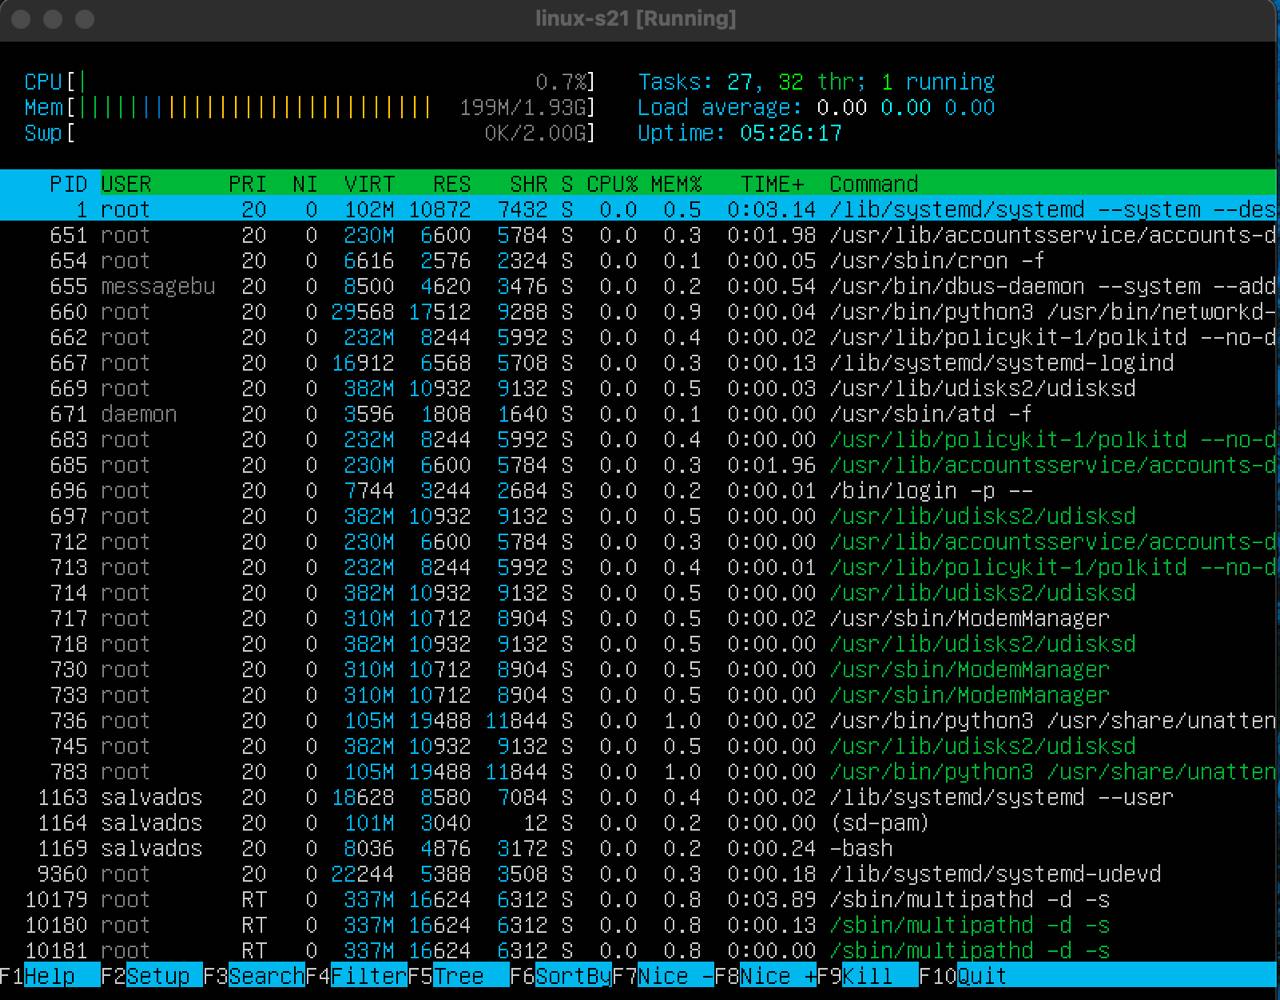 linux-s21 [Running]
CPU[| 0.7%] Tasks: 27, 32 thr; 1 running
Mem[|||||||||||||||||||||||||||| 199M/1.93G] Load average: 0.00 0.00 0.00
Swp[ 0K/2.00G] Uptime: 05:26:17
PID USER PRI NI VIRT RES SHR S CPU% MEM% TIME+ Command
1 root 20 0 102M 10872 7432 S 0.0 0.5 0:03.14 /lib/systemd/systemd --system --des
651 root 20 0 230M 6600 5784 S 0.0 0.3 0:01.98 /usr/lib/accountsservice/accounts-d
654 root 20 0 6616 2576 2324 S 0.0 0.1 0:00.05 /usr/sbin/cron -f
655 messagebu 20 0 8500 4620 3476 S 0.0 0.2 0:00.54 /usr/bin/dbus-daemon --system --add
660 root 20 0 29568 17512 9288 S 0.0 0.9 0:00.04 /usr/bin/python3 /usr/bin/networkd-
662 root 20 0 232M 8244 5992 S 0.0 0.4 0:00.02 /usr/lib/policykit-1/polkitd --no-d
667 root 20 0 16912 6568 5708 S 0.0 0.3 0:00.13 /lib/systemd/systemd-logind
669 root 20 0 382M 10932 9132 S 0.0 0.5 0:00.03 /usr/lib/udisks2/udisksd
671 daemon 20 0 3596 1808 1640 S 0.0 0.1 0:00.00 /usr/sbin/atd -f
683 root 20 0 232M 8244 5992 S 0.0 0.4 0:00.00 /usr/lib/policykit-1/polkitd --no-d
685 root 20 0 230M 6600 5784 S 0.0 0.3 0:01.96 /usr/lib/accountsservice/accounts-d
696 root 20 0 7744 3244 2684 S 0.0 0.2 0:00.01 /bin/login -p --
697 root 20 0 382M 10932 9132 S 0.0 0.5 0:00.00 /usr/lib/udisks2/udisksd
712 root 20 0 230M 6600 5784 S 0.0 0.3 0:00.00 /usr/lib/accountsservice/accounts-d
713 root 20 0 232M 8244 5992 S 0.0 0.4 0:00.01 /usr/lib/policykit-1/polkitd --no-d
714 root 20 0 382M 10932 9132 S 0.0 0.5 0:00.00 /usr/lib/udisks2/udisksd
717 root 20 0 310M 10712 8904 S 0.0 0.5 0:00.02 /usr/sbin/ModemManager
718 root 20 0 382M 10932 9132 S 0.0 0.5 0:00.00 /usr/lib/udisks2/udisksd
730 root 20 0 310M 10712 8904 S 0.0 0.5 0:00.00 /usr/sbin/ModemManager
733 root 20 0 310M 10712 8904 S 0.0 0.5 0:00.00 /usr/sbin/ModemManager
736 root 20 0 105M 19488 11844 S 0.0 1.0 0:00.02 /usr/bin/python3 /usr/share/unatten
745 root 20 0 382M 10932 9132 S 0.0 0.5 0:00.00 /usr/lib/udisks2/udisksd
783 root 20 0 105M 19488 11844 S 0.0 1.0 0:00.00 /usr/bin/python3 /usr/share/unatten
1163 salvados 20 0 18628 8580 7084 S 0.0 0.4 0:00.02 /lib/systemd/systemd --user
1164 salvados 20 0 101M 3040 12 S 0.0 0.2 0:00.00 (sd-pam)
1169 salvados 20 0 8036 4876 3172 S 0.0 0.2 0:00.24 -bash
9360 root 20 0 22244 5388 3508 S 0.0 0.3 0:00.18 /lib/systemd/systemd-udevd
10179 root RT 0 337M 16624 6312 S 0.0 0.8 0:03.89 /sbin/multipathd -d -s
10180 root RT 0 337M 16624 6312 S 0.0 0.8 0:00.13 /sbin/multipathd -d -s
10181 root RT 0 337M 16624 6312 S 0.0 0.8 0:00.00 /sbin/multipathd -d -s
F1Help F2Setup F3SearchF4FilterF5Tree F6SortByF7Nice -F8Nice +F9Kill F10Quit